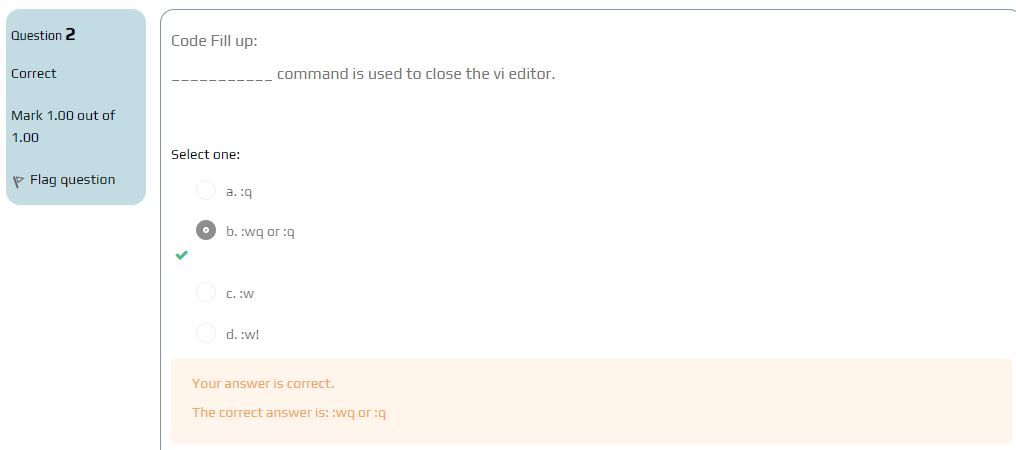 Question 2
Correct
Mark 1.00 out of
1.00
Flag question
Code Fill up:
___________ command is used to close the vi editor.
Select one:
a. :q
b. :wq or :q
c. :w
d. :w!
Your answer is correct.
The correct answer is: :wq or :q